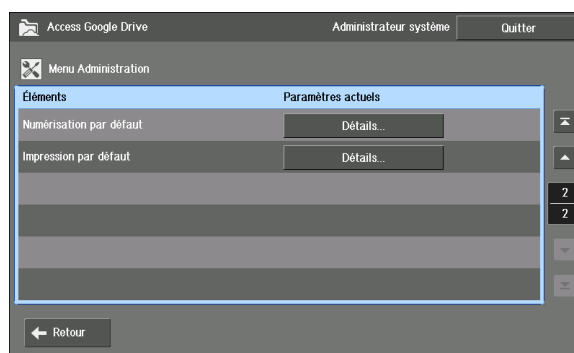 Access Google Drive Administrateur système Quitter
Menu Administration
Éléments Paramètres actuels
Numérisation par défaut Détails...
Impression par défaut Détails...
2
2
Retour